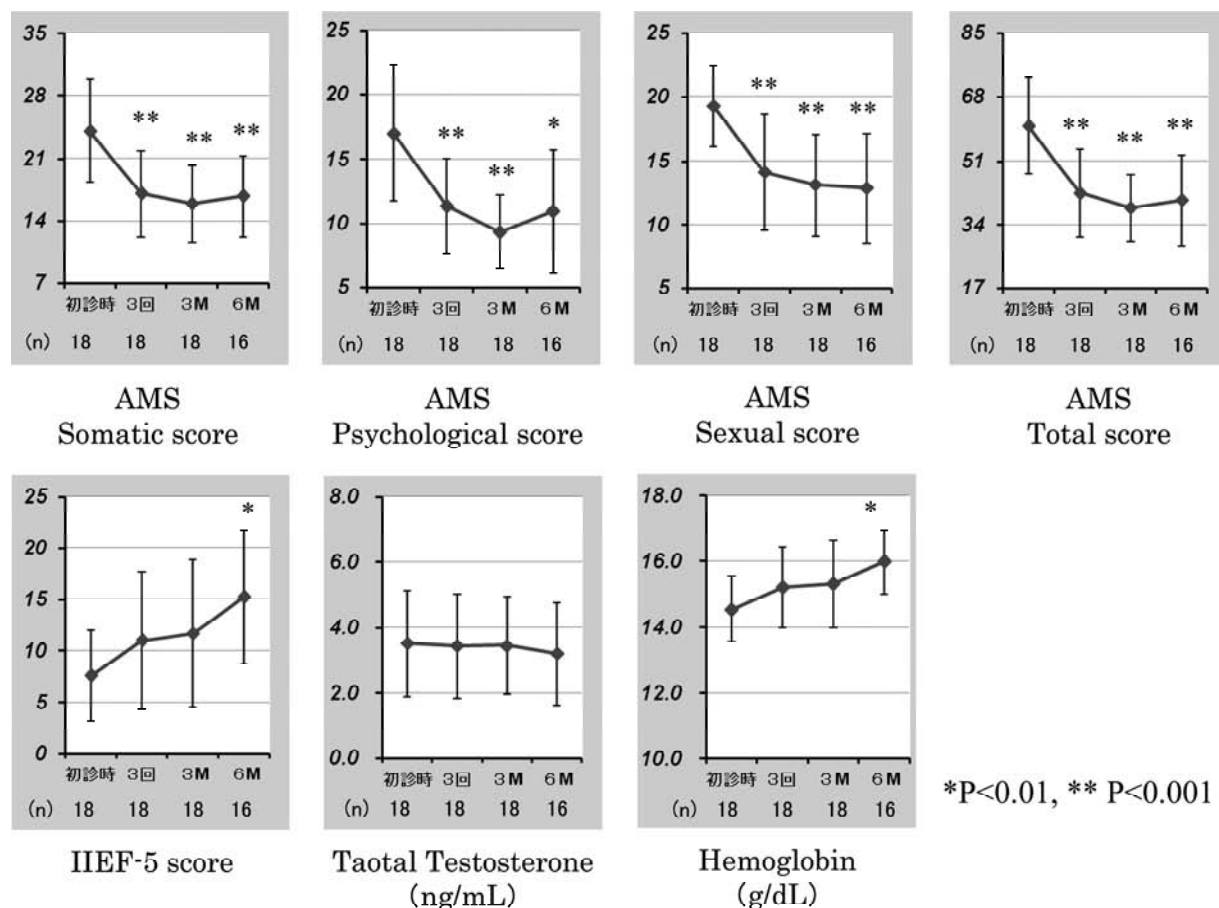 35
28
21
14
7
初診時 3回 3M 6M
(n) 18 18 18 16
** ** **
AMS
Somatic score
25
20
15
10
5
初診時 3回 3M 6M
(n) 18 18 18 16
** ** *
AMS
Psychological score
25
20
15
10
5
初診時 3回 3M 6M
(n) 18 18 18 16
** ** **
AMS
Sexual score
85
68
51
34
17
初診時 3回 3M 6M
(n) 18 18 18 16
** ** **
AMS
Total score
25
20
15
10
5
0
初診時 3回 3M 6M
(n) 18 18 18 16
*
IIEF-5 score
8.0
6.0
4.0
2.0
0.0
初診時 3回 3M 6M
(n) 18 18 18 16
Taotal Testosterone
(ng/mL)
18.0
16.0
14.0
12.0
10.0
初診時 3回 3M 6M
(n) 18 18 18 16
*
Hemoglobin
(g/dL)
*P<0.01, ** P<0.001